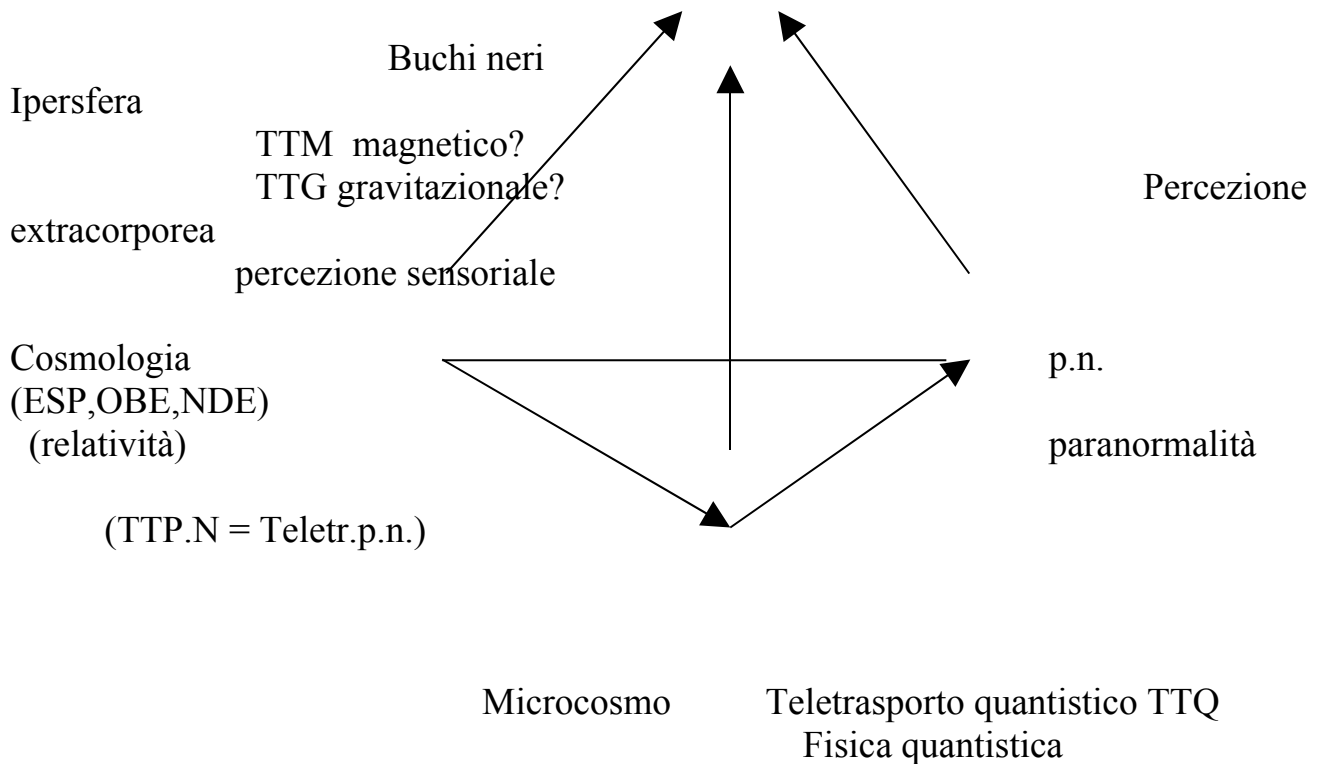 Buchi neri
Ipersfera
TTM magnetico?
TTG gravitazionale? Percezione
extracorporea
percezione sensoriale
Cosmologia p.n.
(ESP,OBE,NDE)
(relatività) paranormalità
(TTP.N = Teletr.p.n.)
Microcosmo Teletrasporto quantistico TTQ
Fisica quantistica